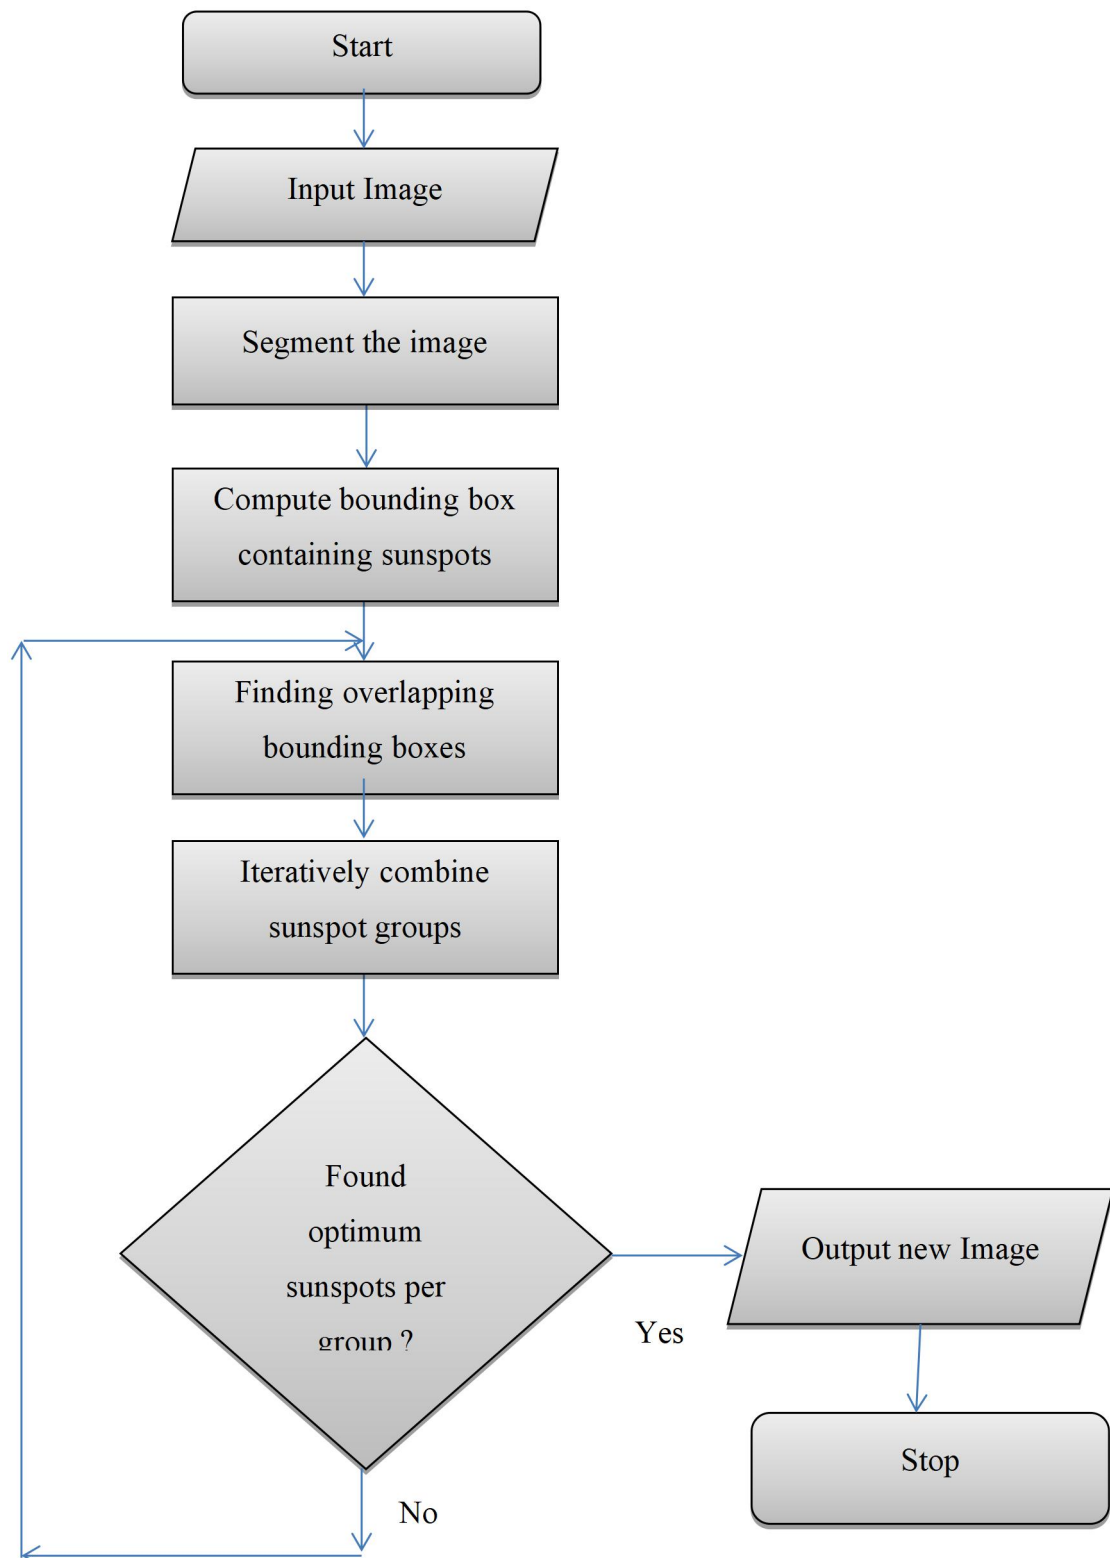 Start
Input Image
Segment the image
Compute bounding box
containing sunspots
Finding overlapping
bounding boxes
Iteratively combine
sunspot groups
Found
optimum
sunspots per
group ?
Output new Image
Yes
Stop
No